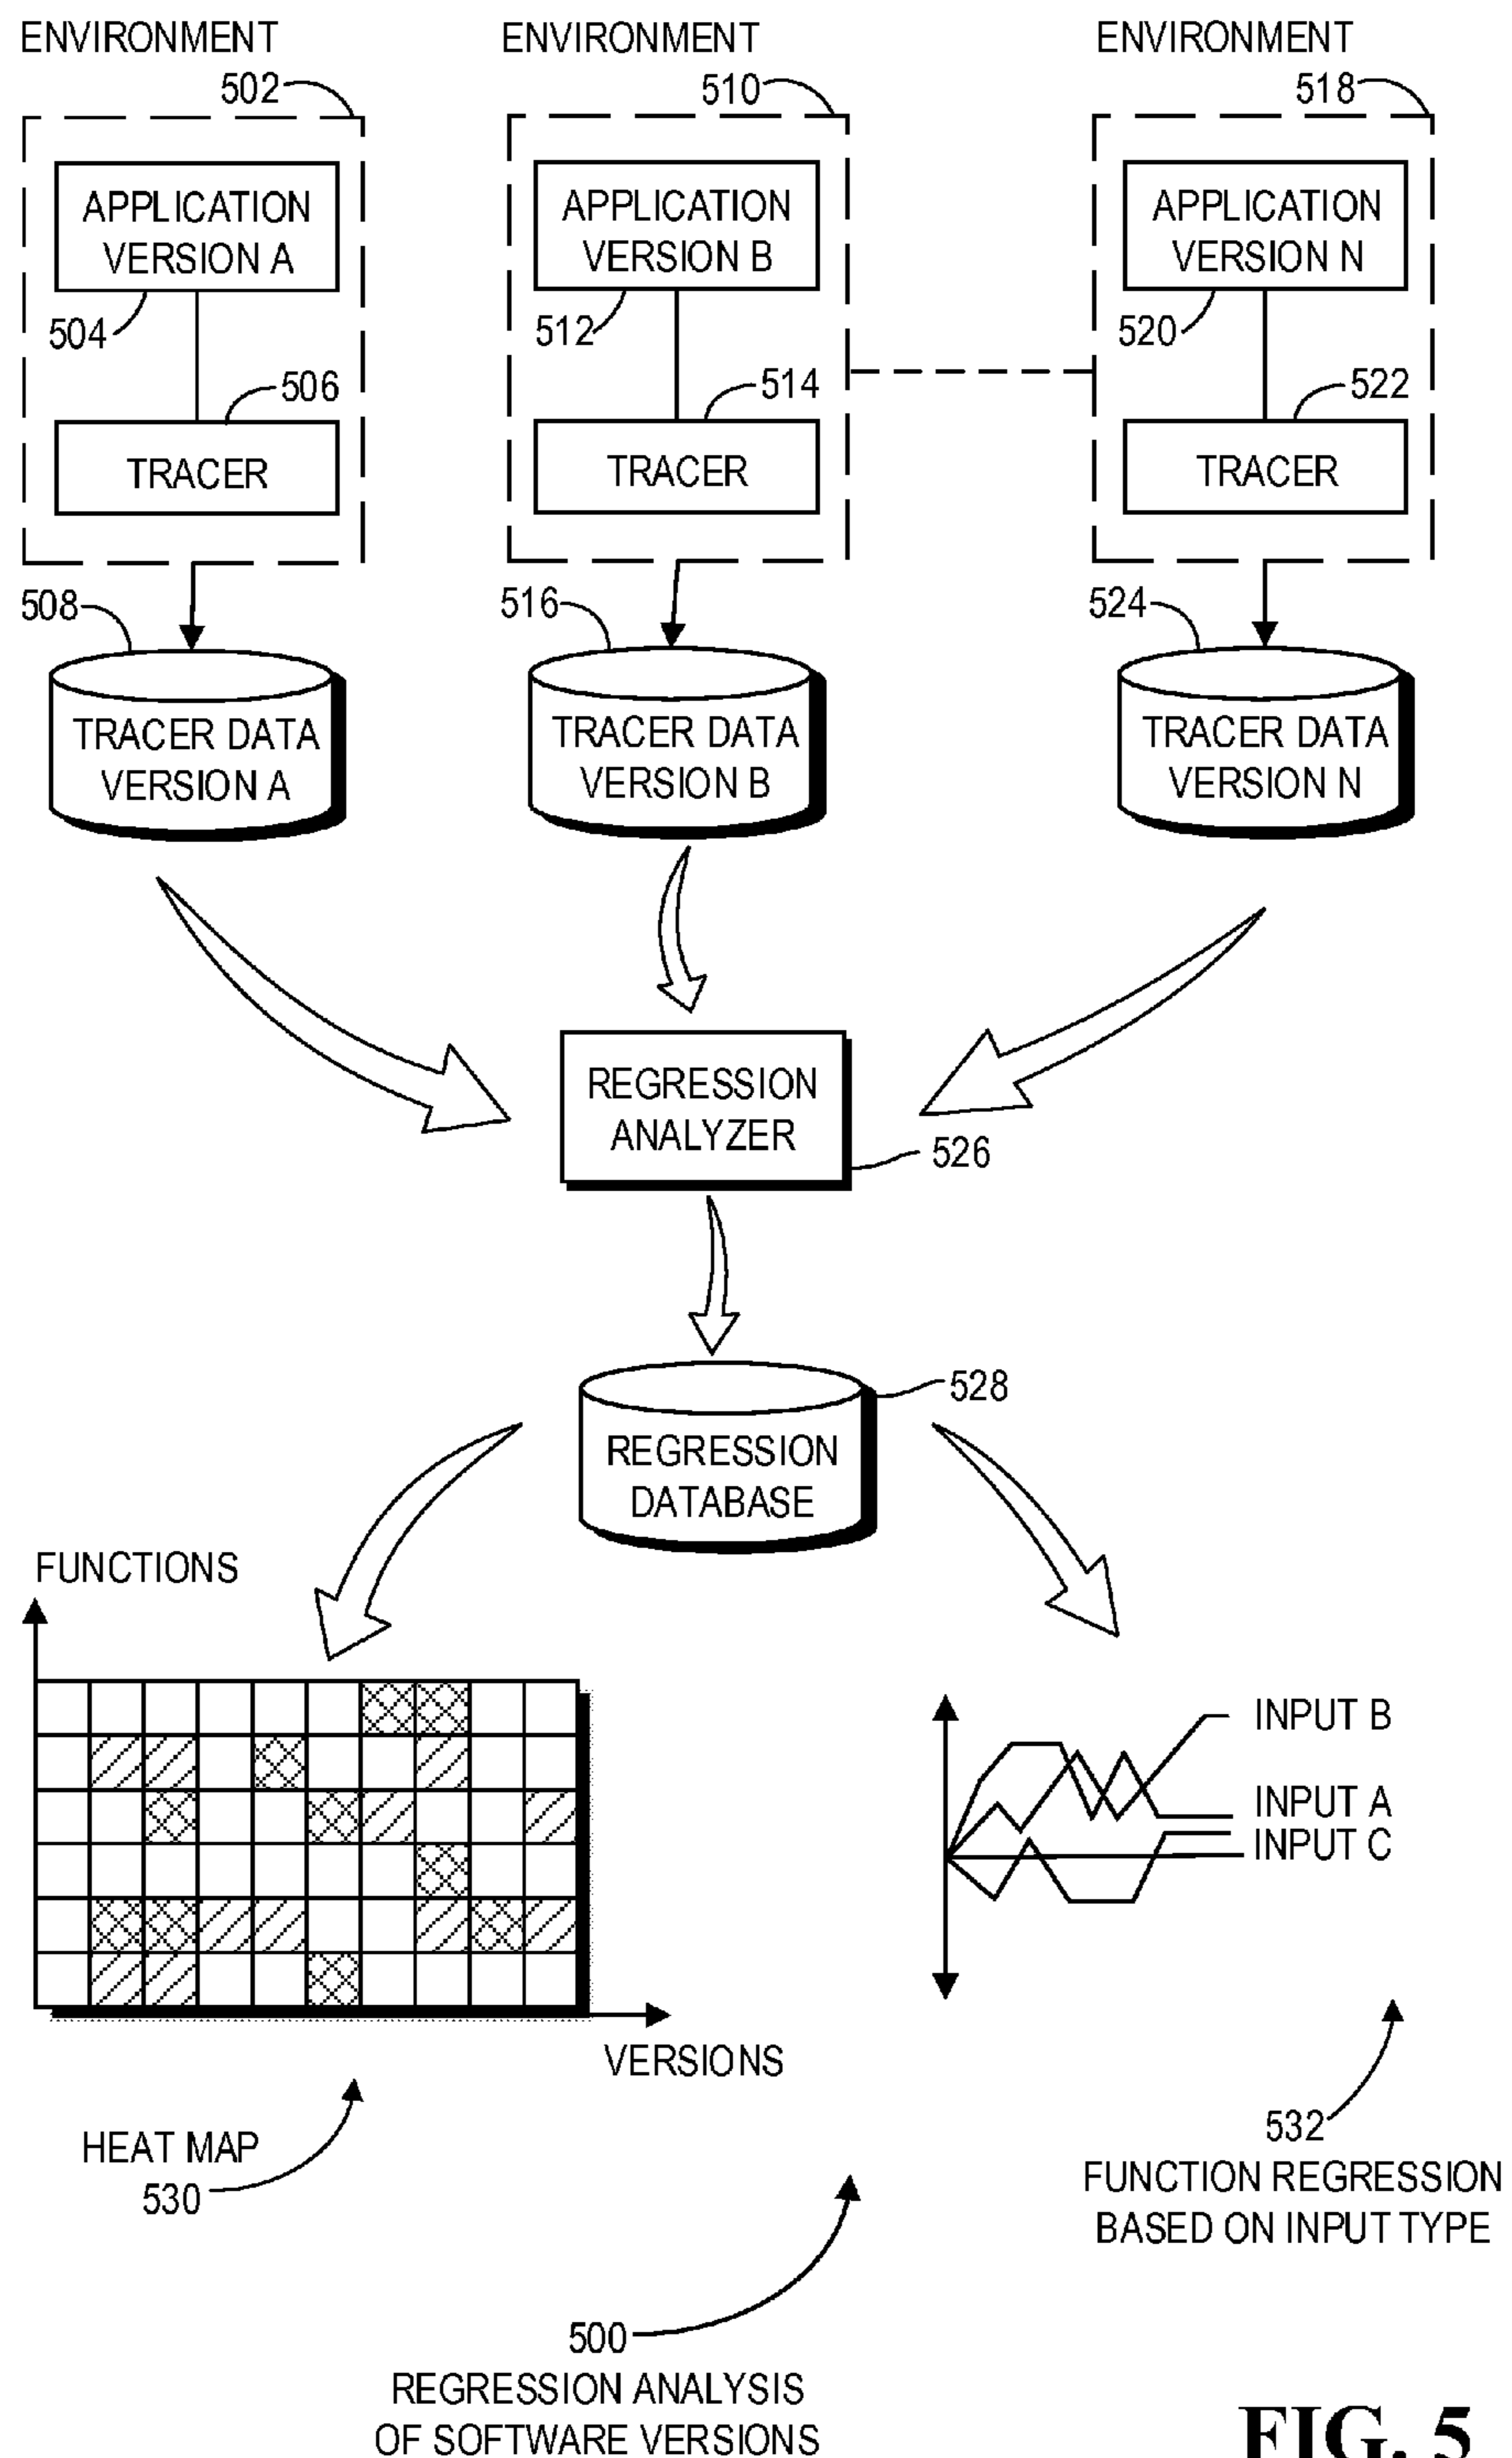 ENVIRONMENT
502
ENVIRONMENT
510
ENVIRONMENT
518
APPLICATION
VERSION A
504
506
TRACER
APPLICATION
VERSION B
512
514
TRACER
APPLICATION
VERSION N
520
522
TRACER
508
TRACER DATA
VERSION A
516
TRACER DATA
VERSION B
524
TRACER DATA
VERSION N
REGRESSION
ANALYZER
526
528
REGRESSION
DATABASE
FUNCTIONS
VERSIONS
HEAT MAP
530
INPUT B
INPUT A
INPUT C
532
FUNCTION REGRESSION
BASED ON INPUT TYPE
500
REGRESSION ANALYSIS
OF SOFTWARE VERSIONS
FIG. 5